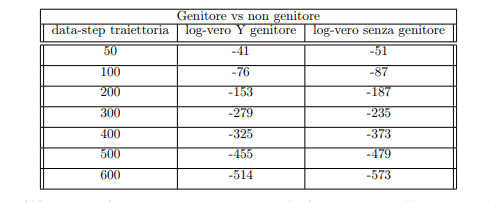 Genitore vs non genitore
data-step traiettoria log-vero Y genitore log-vero senza genitore
50 -41 -51
100 -76 -87
200 -153 -187
300 -279 -235
400 -325 -373
500 -455 -479
600 -514 -573